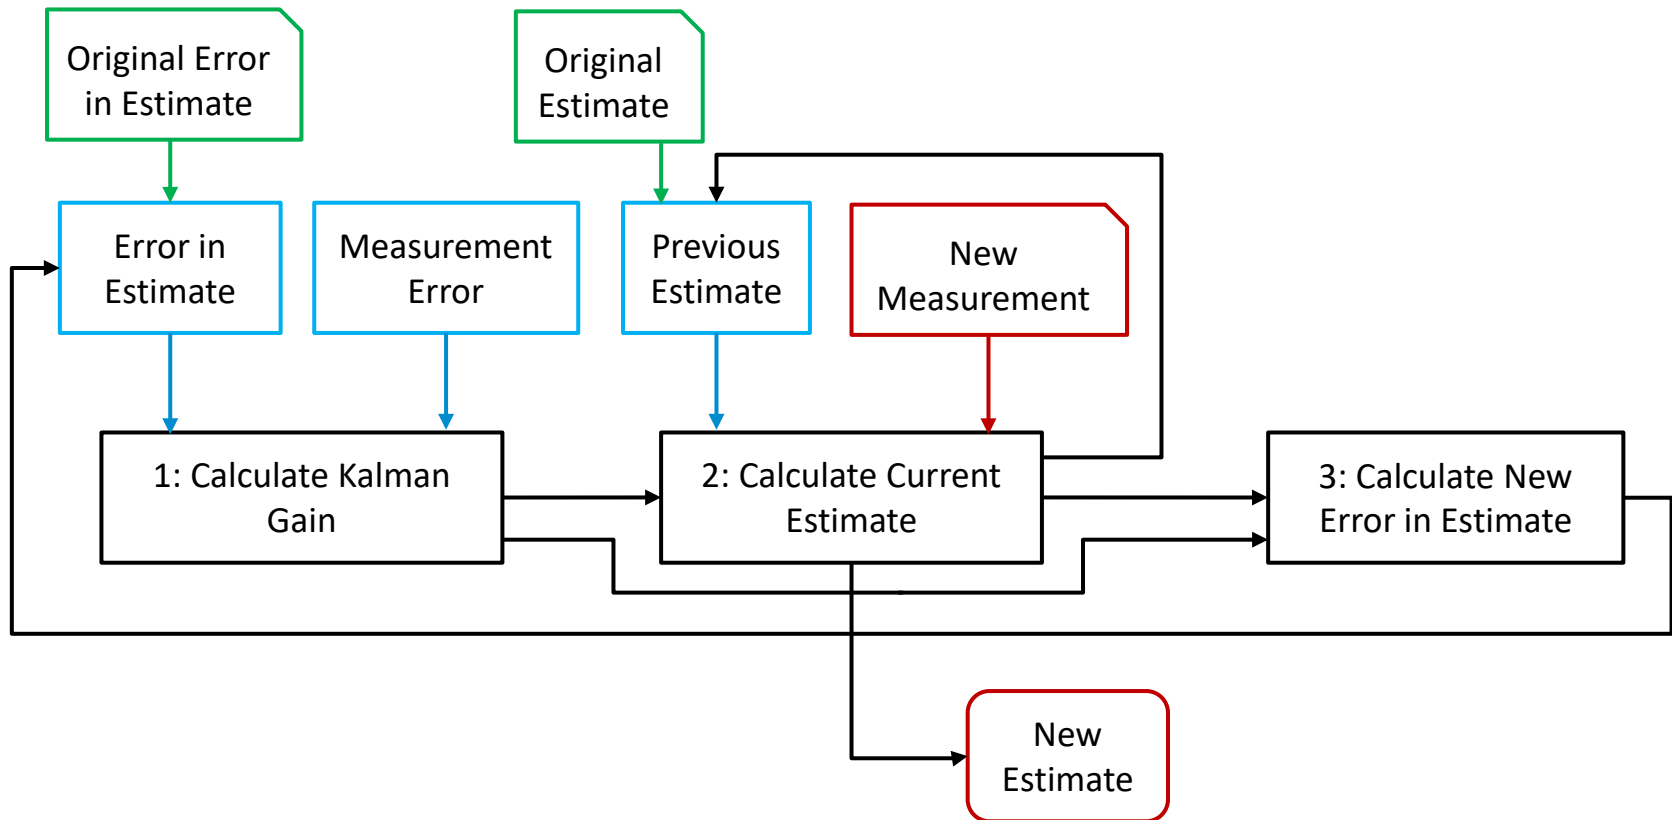 Original Error
in Estimate
Original
Estimate
Error in
Estimate
Measurement
Error
Previous
Estimate
New
Measurement
1: Calculate Kalman
Gain
2: Calculate Current
Estimate
3: Calculate New
Error in Estimate
New
Estimate